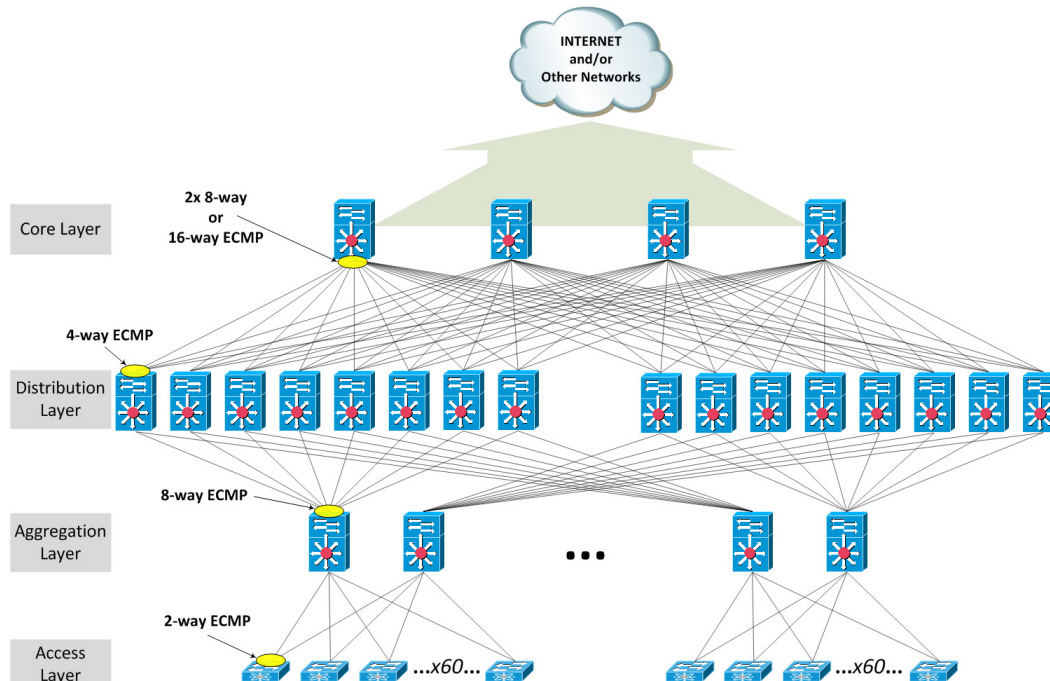 INTERNET
and/or
Other Networks
2x 8-way
or
16-way ECMP
Core Layer
4-way ECMP
Distribution
Layer
8-way ECMP
Aggregation
Layer
2-way ECMP
Access
Layer
...x60...
...x60...